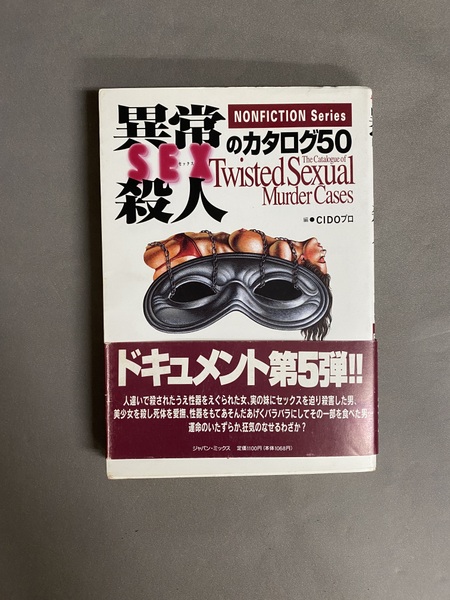 NONFICTION Series
異常
のカタログ50
SEX
セックス
The Catalogue of
Twisted Sexual
Murder Cases
殺人
編●CIDOプロ
ドキュメント第5弾!!
人違いで殺されたうえ性器をえぐられた女、実の妹にセックスを迫り殺害した男、
美少女を殺し死体を愛撫、性器をもてあそんだあげくバラバラにしてその一部を食べた男…
運命のいたずらか、狂気のなせるわざか?
ジャパン・ミックス 定価1100円(本体1068円)